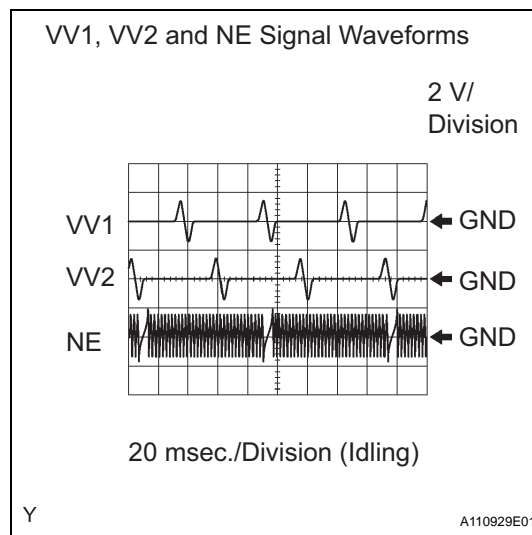 VV1, VV2 and NE Signal Waveforms
2 V/
Division
VV1
GND
VV2
GND
NE
GND
20 msec./Division (Idling)
Y
A110929E01